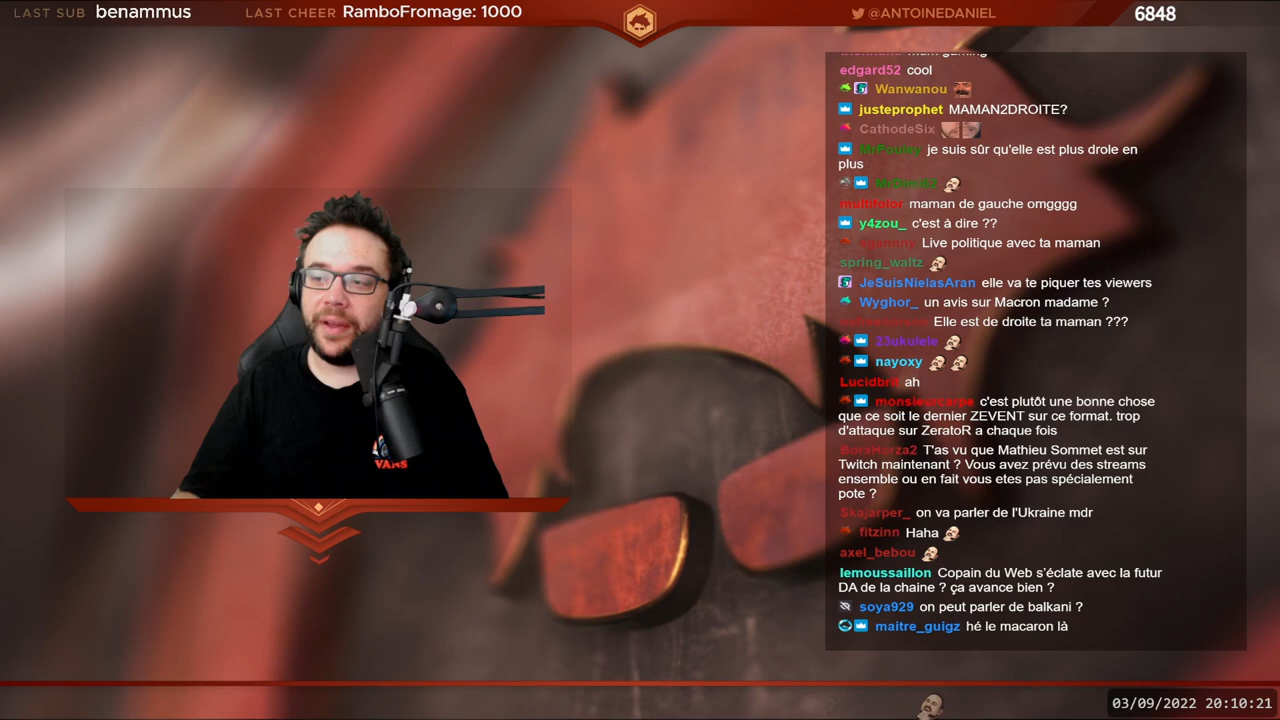 LAST SUB benammus LAST CHEER RamboFromage: 1000 @ANTOINEDANIEL 6848
edgard52 cool
Wanwanou
justeprophet MAMAN2DROITE?
CathodeSix
je suis sûr qu'elle est plus drole en
plus
maman de gauche omgggg
y4zou_ c'est à dire ??
Live politique avec ta maman
spring_waltz
JeSuisNielasAran elle va te piquer tes viewers
Wyghor_ un avis sur Macron madame ?
Elle est de droite ta maman ???
23ukulele
nayoxy
ah
monsieurcarpe c'est plutôt une bonne chose
que ce soit le dernier ZEVENT sur ce format. trop
d'attaque sur ZeratoR a chaque fois
T'as vu que Mathieu Sommet est sur
Twitch maintenant ? Vous avez prévu des streams
ensemble ou en fait vous etes pas spécialement
pote ?
Skajarper_ on va parler de l'Ukraine mdr
fitzinn Haha
axel_bebou
lemoussaillon Copain du Web s'éclate avec la futur
DA de la chaine ? ça avance bien ?
soya929 on peut parler de balkani ?
maitre_guigz hé le macaron là
VANS
03/09/2022 20:10:21